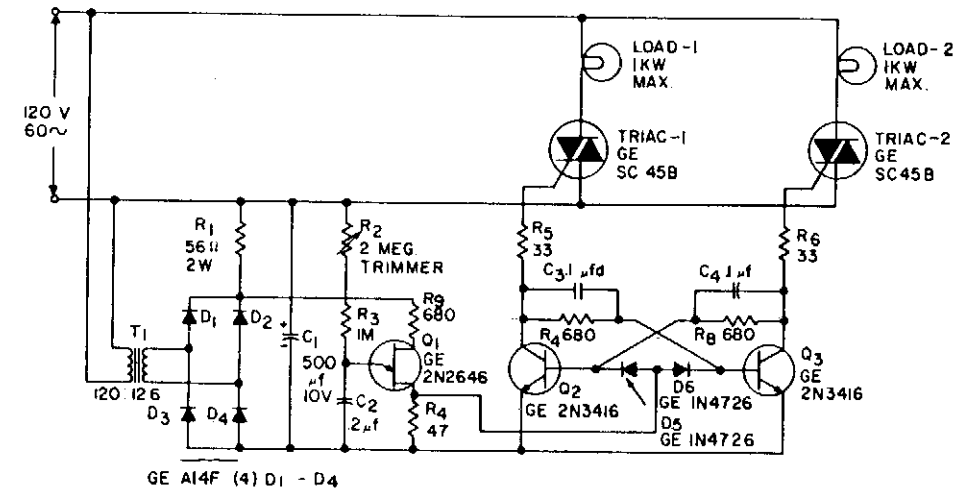 120 V
60~
LOAD-1
1KW
MAX.
LOAD-2
1KW
MAX.
TRIAC-1
GE
SC 45B
TRIAC-2
GE
SC45B
R1
56Ω
2W
R2
2 MEG.
TRIMMER
R5
33
R6
33
C3 .1 µfd
C4 .1 µf
R4 680
R8 680
D1
D2
R3
1M
R9
680
Q1
GE
2N2646
C1
500
µf
10V
+
T1
120:12.6
D3
D4
C2
.2µf
R4
47
Q2
GE 2N3416
D6
GE 1N4726
D5
GE 1N4726
Q3
GE
2N3416
GE A14F (4) D1 - D4